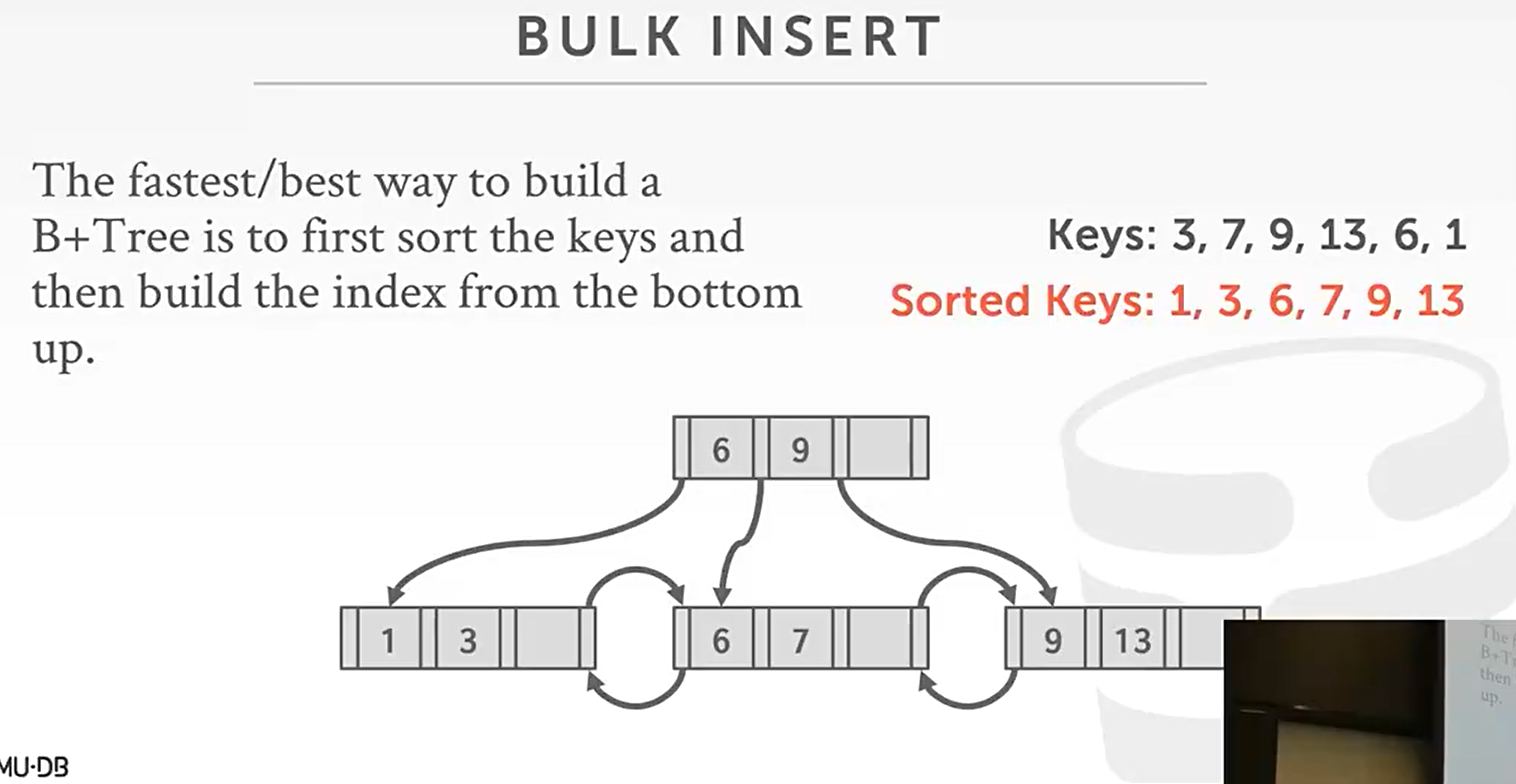 BULK INSERT
The fastest/best way to build a
B+Tree is to first sort the keys and
then build the index from the bottom
up.
Keys: 3, 7, 9, 13, 6, 1
Sorted Keys: 1, 3, 6, 7, 9, 13
6 9
1 3 6 7 9 13
MU·DB
The
B+Tr
then
up.